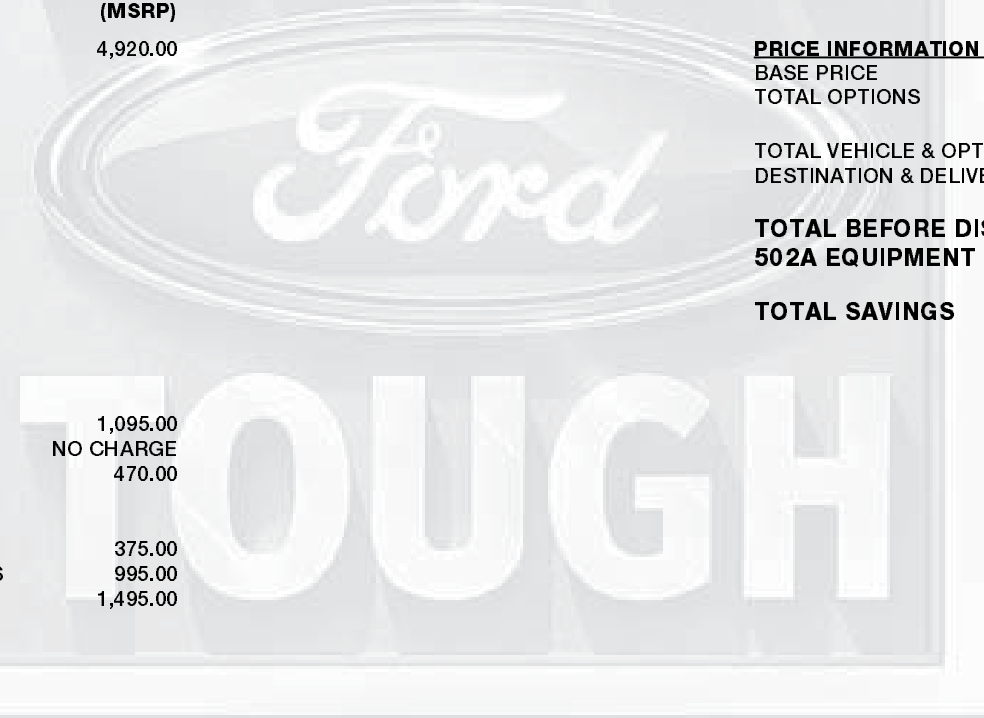 (MSRP)
4,920.00
1,095.00
NO CHARGE
470.00
375.00
995.00
1,495.00
Ford
TOUGH
PRICE INFORMATION
BASE PRICE
TOTAL OPTIONS
TOTAL VEHICLE & OPT
DESTINATION & DELIVE
TOTAL BEFORE DIS
502A EQUIPMENT
TOTAL SAVINGS